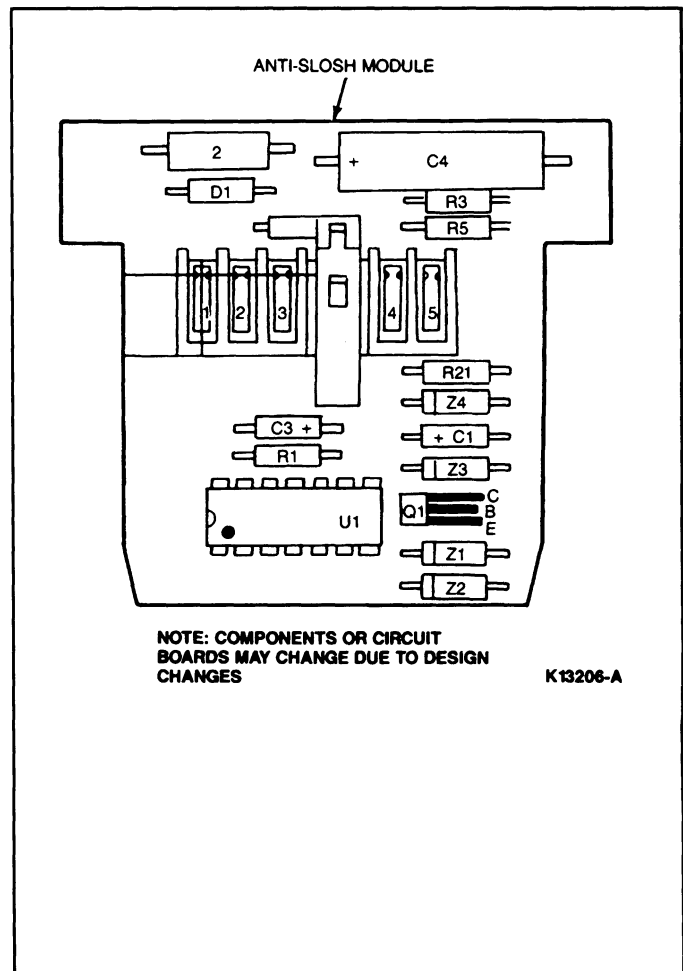 ANTI-SLOSH MODULE
2
C4
+
D1
R3
R5
1
2
3
4
5
R21
Z4
C3 +
+ C1
R1
Z3
U1
Q1
C
B
E
Z1
Z2
NOTE: COMPONENTS OR CIRCUIT
BOARDS MAY CHANGE DUE TO DESIGN
CHANGES
K13206-A